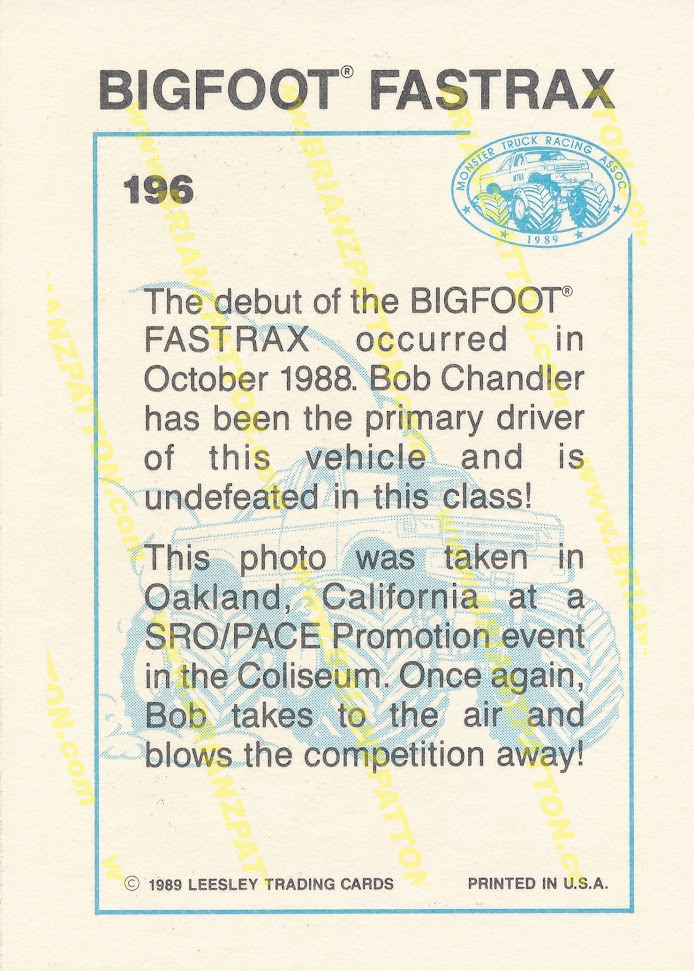 BIGFOOT® FASTRAX
196
MONSTER TRUCK RACING ASSOC.
MTRA
1989
The debut of the BIGFOOT®
FASTRAX occurred in
October 1988. Bob Chandler
has been the primary driver
of this vehicle and is
undefeated in this class!
This photo was taken in
Oakland, California at a
SRO/PACE Promotion event
in the Coliseum. Once again,
Bob takes to the air and
blows the competition away!
© 1989 LEESLEY TRADING CARDS
PRINTED IN U.S.A.
www.BRIANZPATTON.com